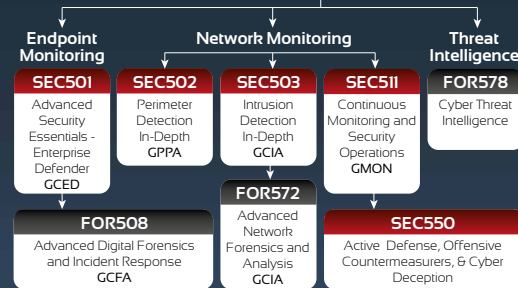 Endpoint
Monitoring
Network Monitoring
Threat
Intelligence
SEC501
Advanced
Security
Essentials -
Enterprise
Defender
GCED
SEC502
Perimeter
Detection
In-Depth
GPPA
SEC503
Intrusion
Detection
In-Depth
GCIA
SEC511
Continuous
Monitoring and
Security
Operations
GMON
FOR578
Cyber Threat
Intelligence
FOR508
Advanced Digital Forensics
and Incident Response
GCFA
FOR572
Advanced
Network
Forensics and
Analysis
GCIA
SEC550
Active Defense, Offensive
Countermeasurers, & Cyber
Deception